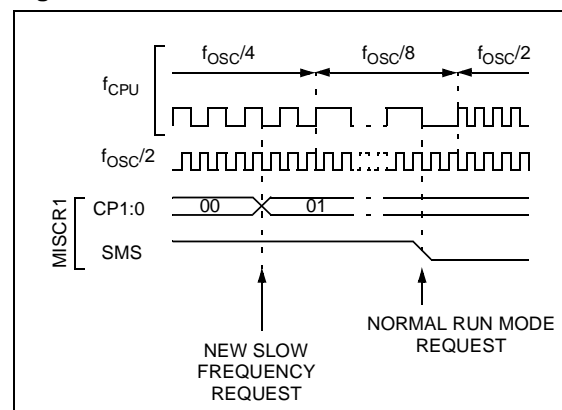 fOSC/4 fOSC/8 fOSC/2
fCPU
fOSC/2
MISCR1
CP1:0 00 01
SMS
NEW SLOW
FREQUENCY
REQUEST
NORMAL RUN MODE
REQUEST